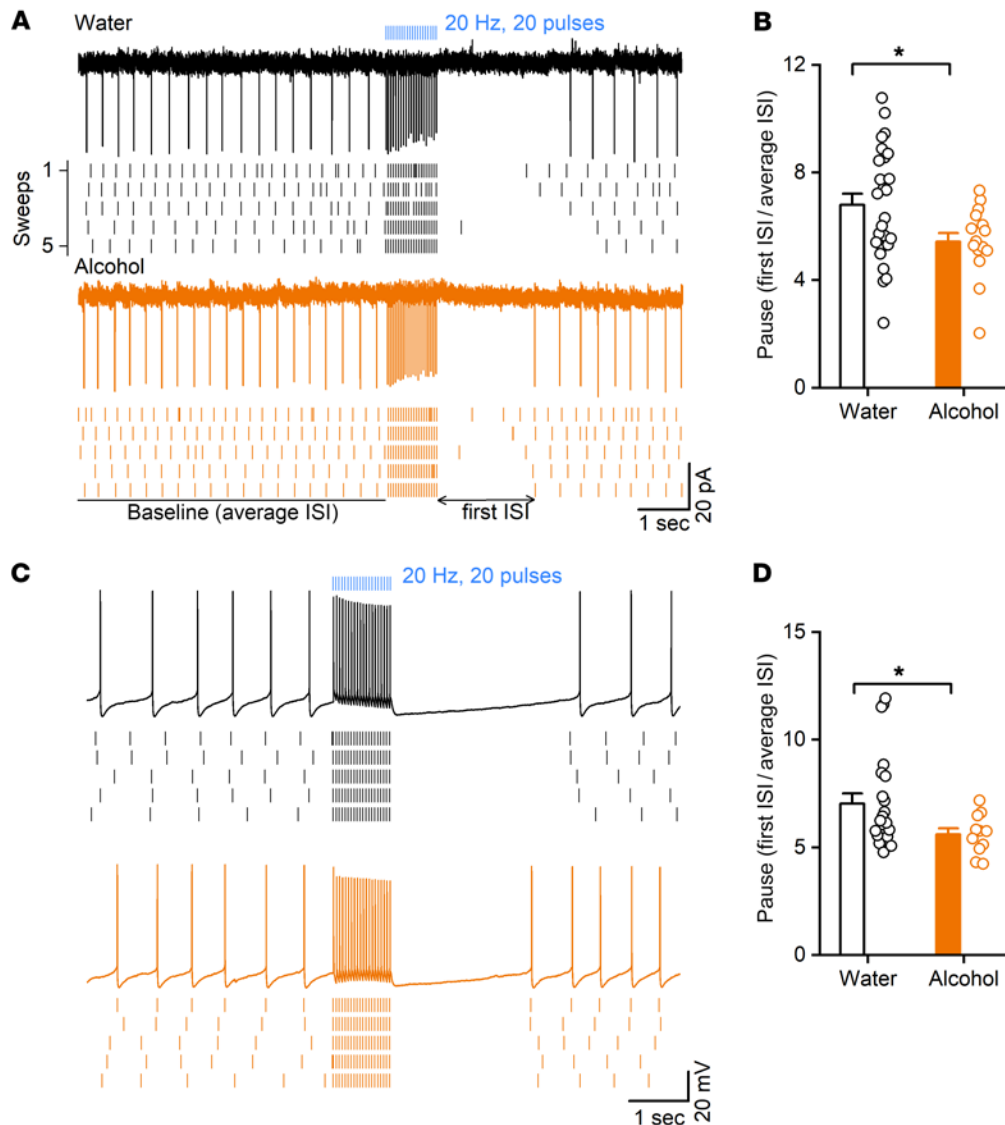 A
Water
20 Hz, 20 pulses
1
Sweeps
5
Alcohol
Baseline (average ISI)
first ISI
1 sec
20 pA
B
*
12
8
4
0
Pause (first ISI / average ISI)
Water
Alcohol
C
20 Hz, 20 pulses
1 sec
20 mV
D
*
15
10
5
0
Pause (first ISI / average ISI)
Water
Alcohol